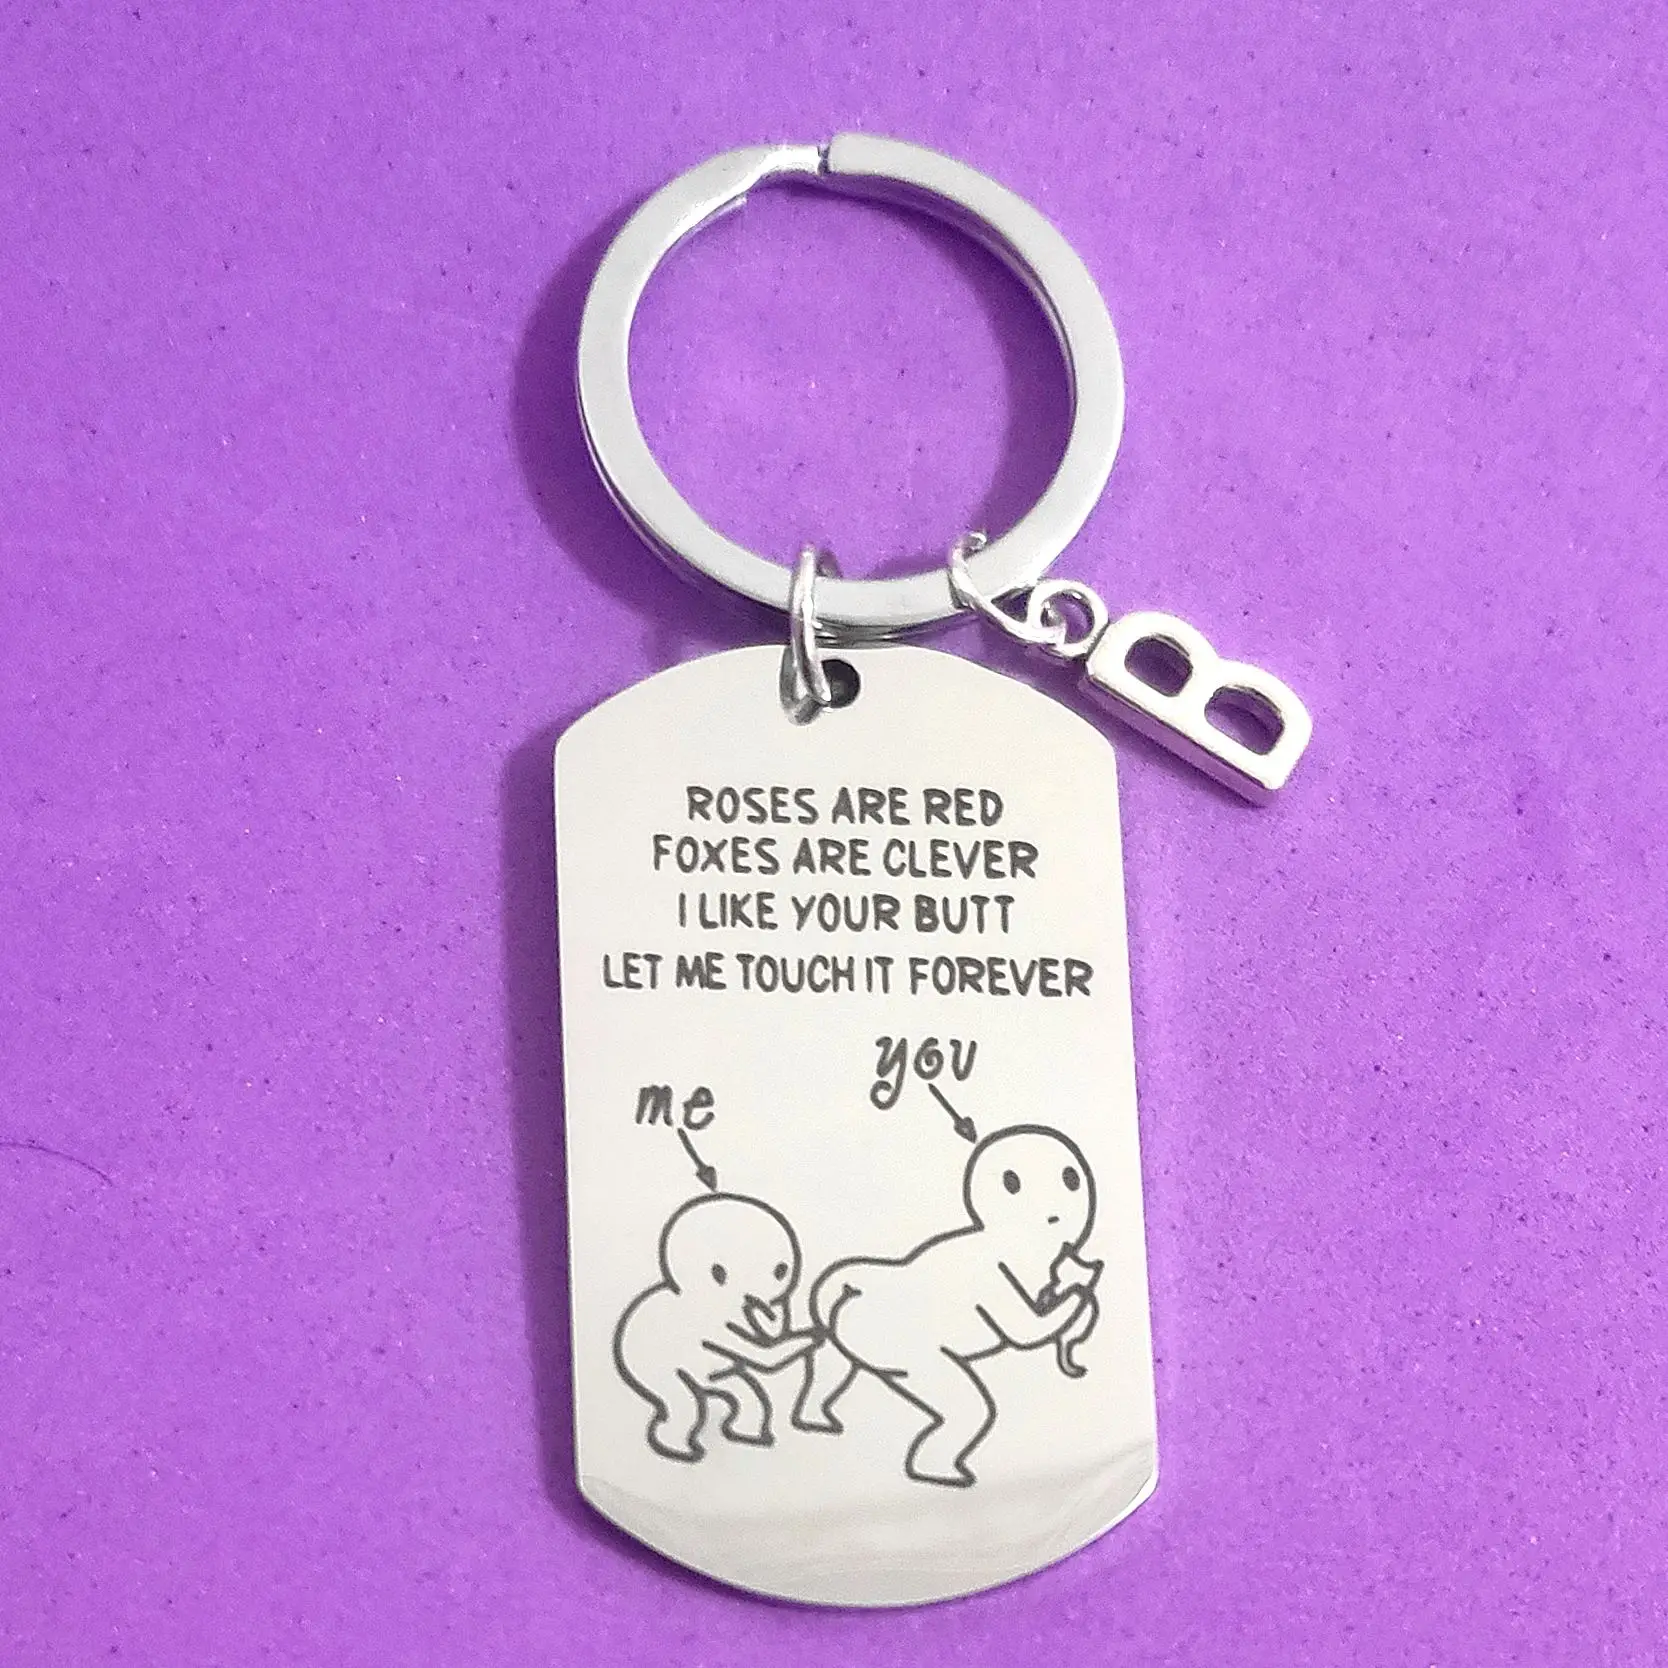 B
ROSES ARE RED
FOXES ARE CLEVER
I LIKE YOUR BUTT
LET ME TOUCH IT FOREVER
you
me